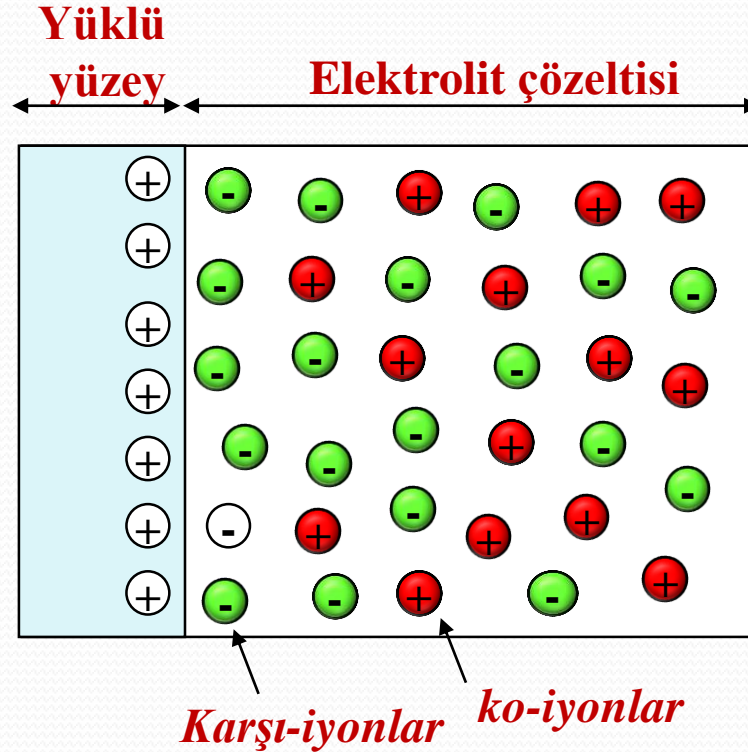 Yüklü
yüzey
Elektrolit çözeltisi
+ - - + - + +
+ - + - + - -
+ - - + - + +
+ - - - + -
+ - + - + + -
+ - - + - +
+
Karşı-iyonlar
ko-iyonlar